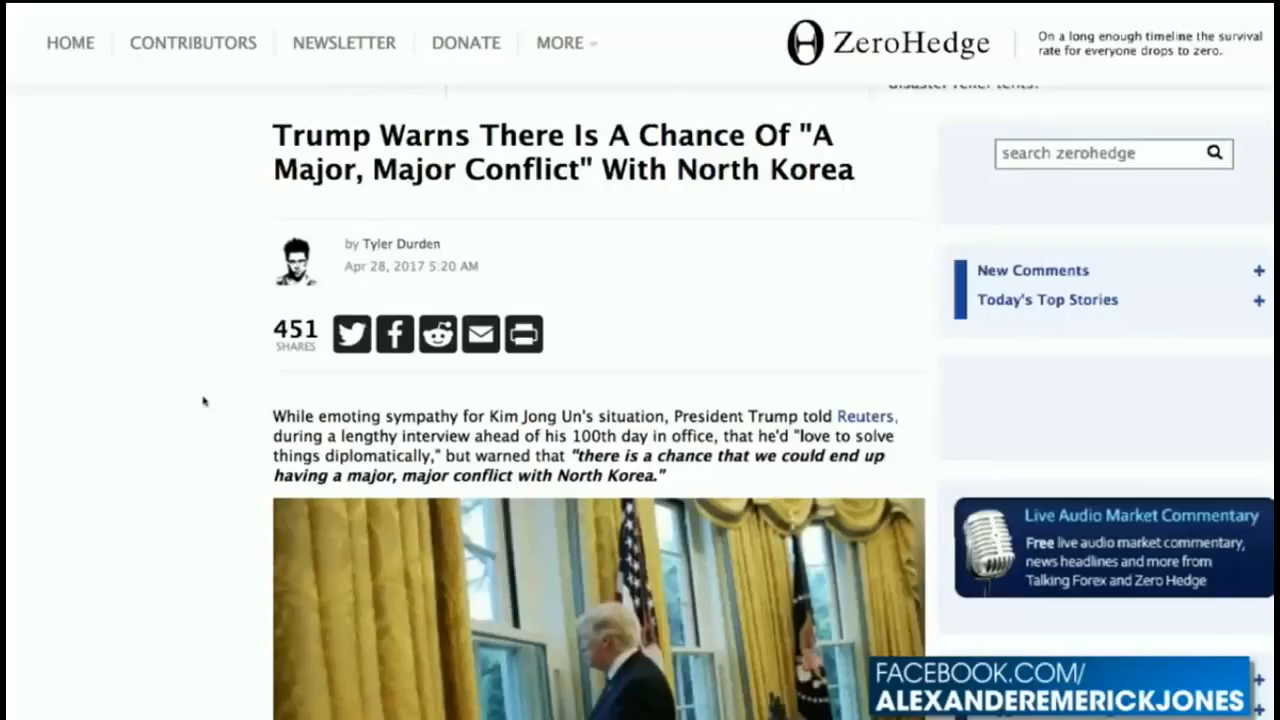 HOME
CONTRIBUTORS
NEWSLETTER
DONATE
MORE
ZeroHedge
On a long enough timeline the survival
rate for everyone drops to zero.
disaster relief tents.
Trump Warns There Is A Chance Of "A
Major, Major Conflict" With North Korea
search zerohedge
by Tyler Durden
Apr 28, 2017 5:20 AM
New Comments +
Today's Top Stories +
451
SHARES
While emoting sympathy for Kim Jong Un's situation, President Trump told Reuters,
during a lengthy interview ahead of his 100th day in office, that he'd "love to solve
things diplomatically," but warned that "there is a chance that we could end up
having a major, major conflict with North Korea."
Live Audio Market Commentary
Free live audio market commentary,
news headlines and more from
Talking Forex and Zero Hedge
FACEBOOK.COM/
ALEXANDEREMERICKJONES